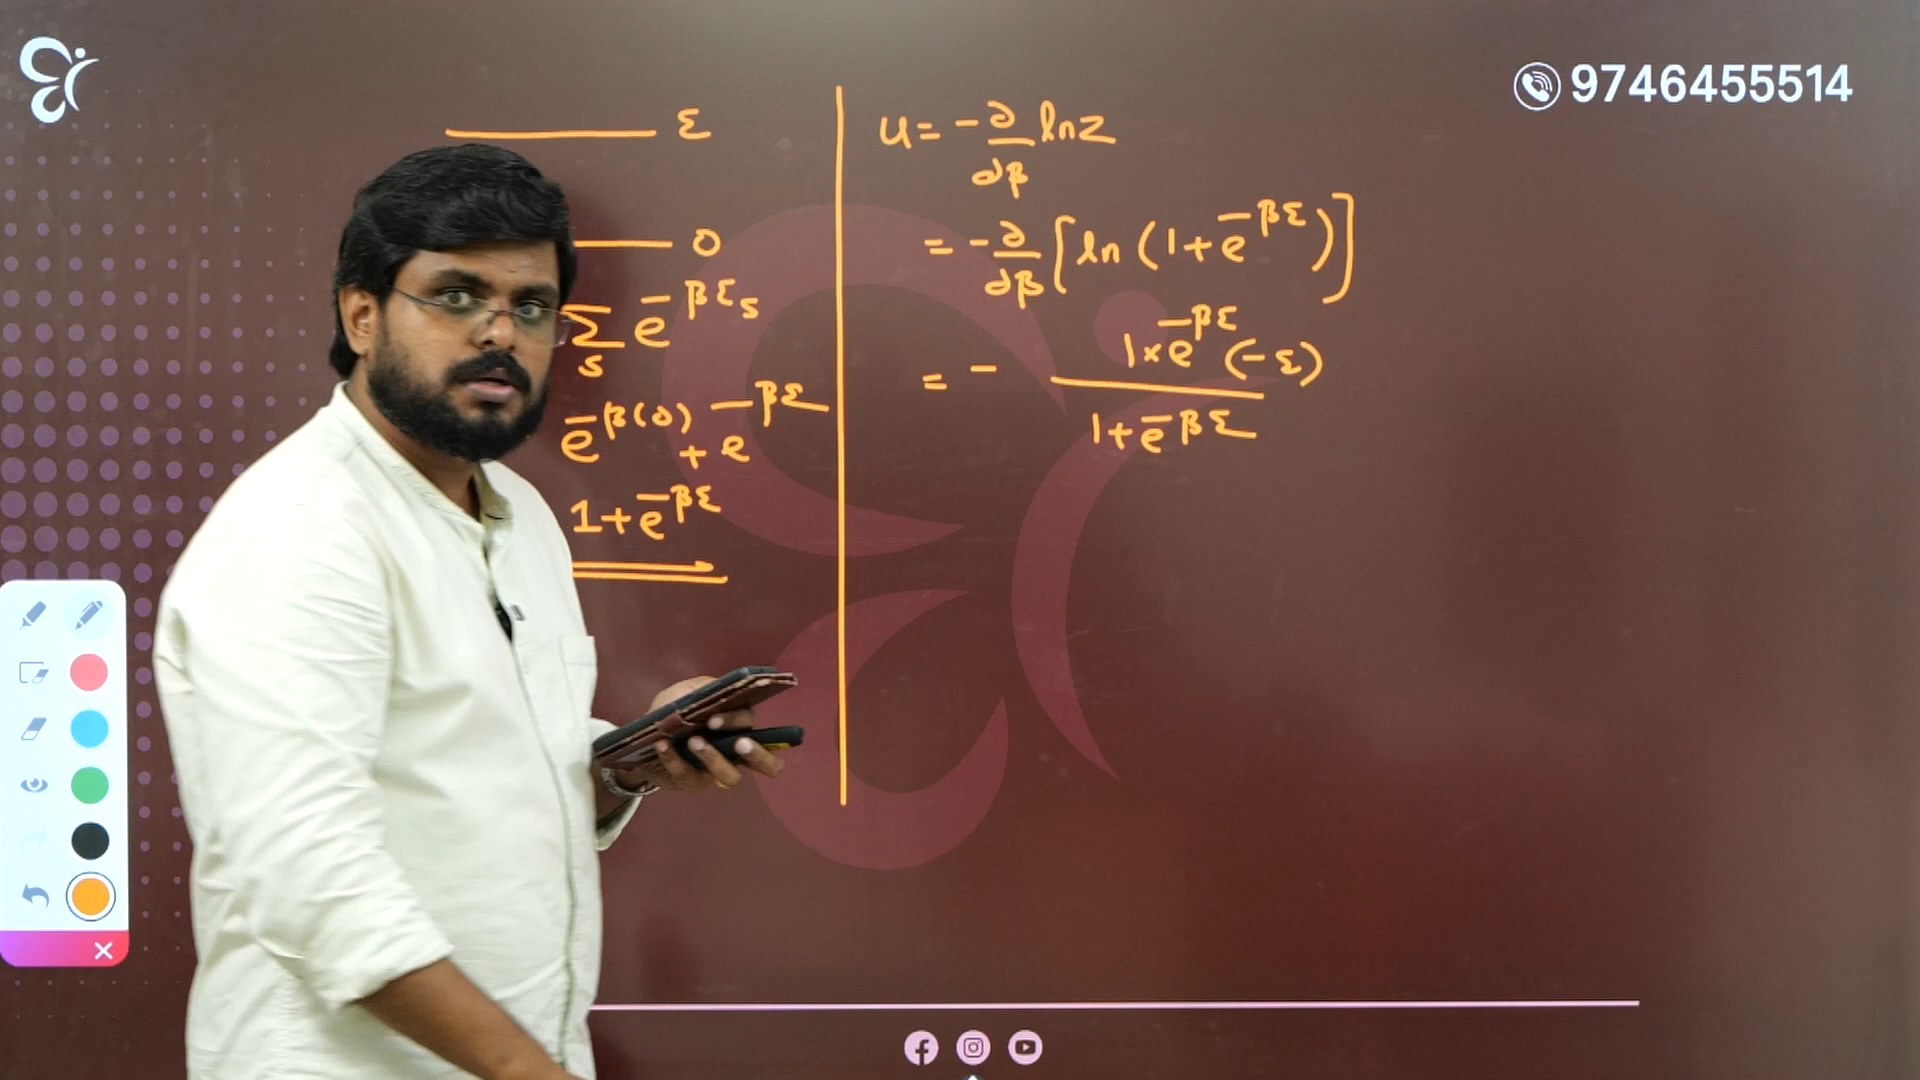 9746455514
ε
0
Σ e^-βε_s
s
e^-β(0) + e^-βε
1 + e^-βε
u = -∂/∂β ln z
= -∂/∂β [ln (1 + e^-βε)]
= - 1 × e^-βε (-ε) / 1 + e^-βε